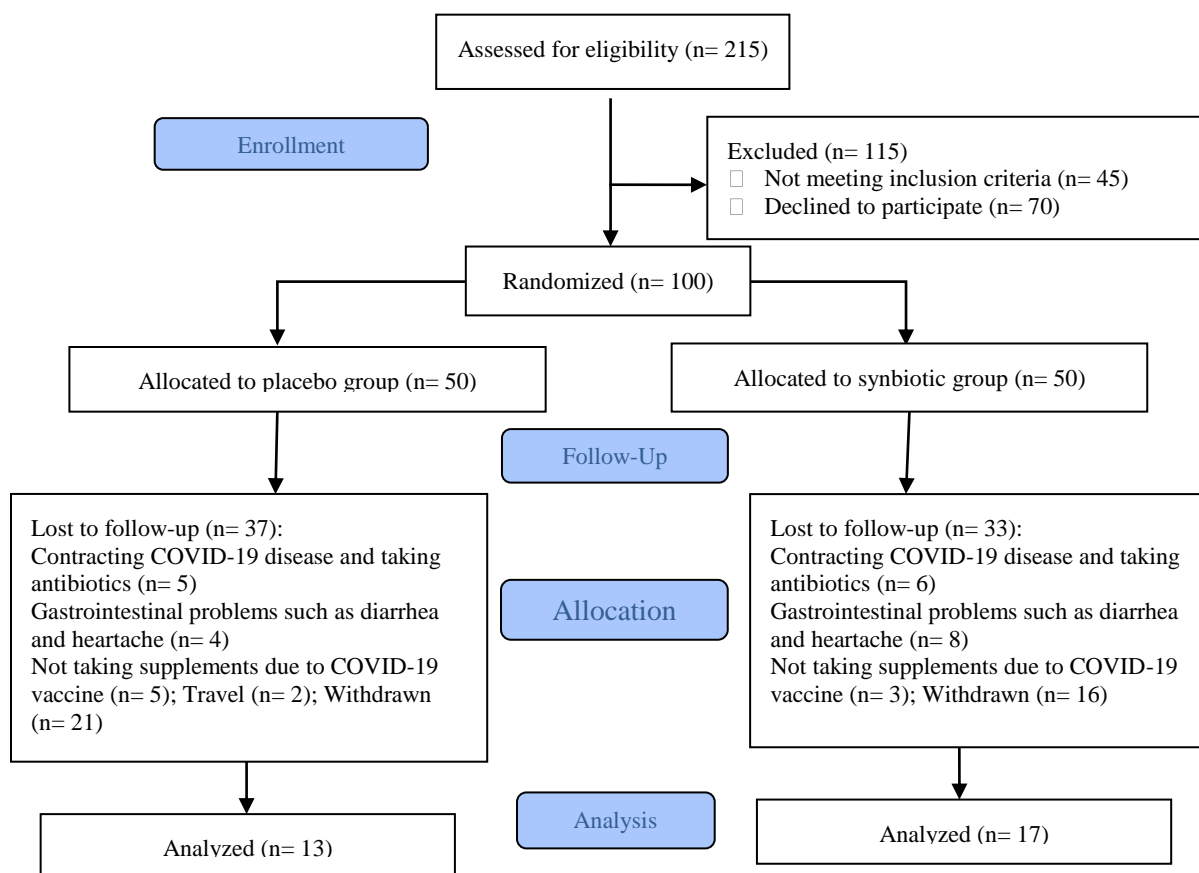 Assessed for eligibility (n= 215)
Enrollment
Excluded (n= 115)
Not meeting inclusion criteria (n= 45)
Declined to participate (n= 70)
Randomized (n= 100)
Allocated to placebo group (n= 50)
Allocated to synbiotic group (n= 50)
Follow-Up
Lost to follow-up (n= 37):
Contracting COVID-19 disease and taking
antibiotics (n= 5)
Gastrointestinal problems such as diarrhea
and heartache (n= 4)
Not taking supplements due to COVID-19
vaccine (n= 5); Travel (n= 2); Withdrawn
(n= 21)
Allocation
Lost to follow-up (n= 33):
Contracting COVID-19 disease and taking
antibiotics (n= 6)
Gastrointestinal problems such as diarrhea
and heartache (n= 8)
Not taking supplements due to COVID-19
vaccine (n= 3); Withdrawn (n= 16)
Analysis
Analyzed (n= 13)
Analyzed (n= 17)